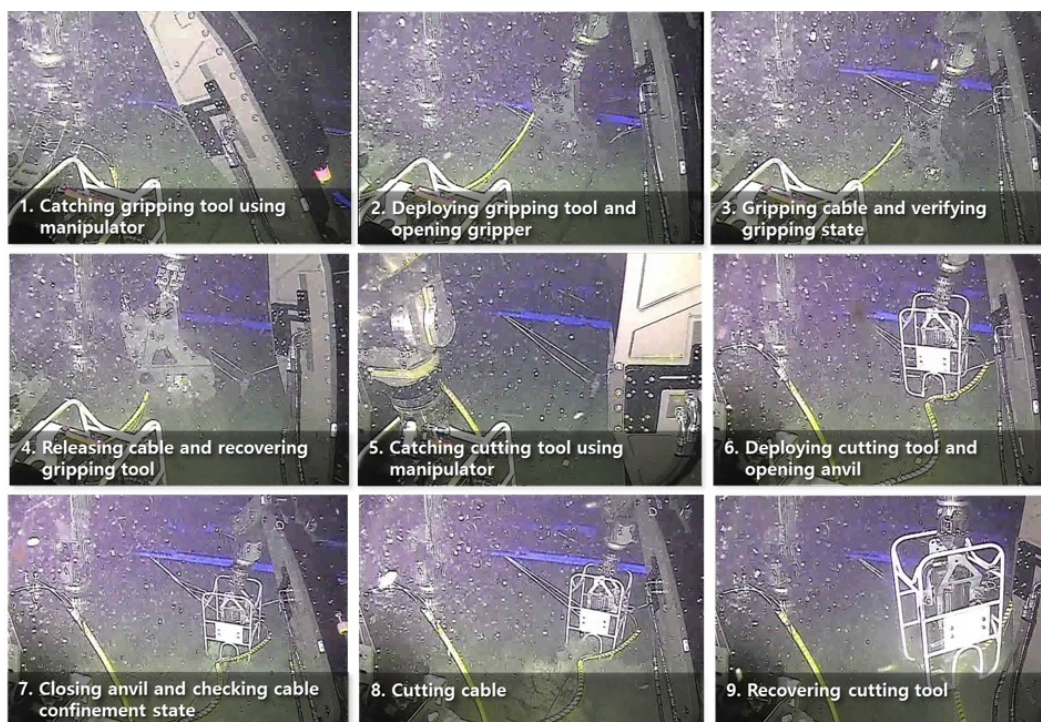 1. Catching gripping tool using
manipulator
2. Deploying gripping tool and
opening gripper
3. Gripping cable and verifying
gripping state
4. Releasing cable and recovering
gripping tool
5. Catching cutting tool using
manipulator
6. Deploying cutting tool and
opening anvil
7. Closing anvil and checking cable
confinement state
8. Cutting cable
9. Recovering cutting tool